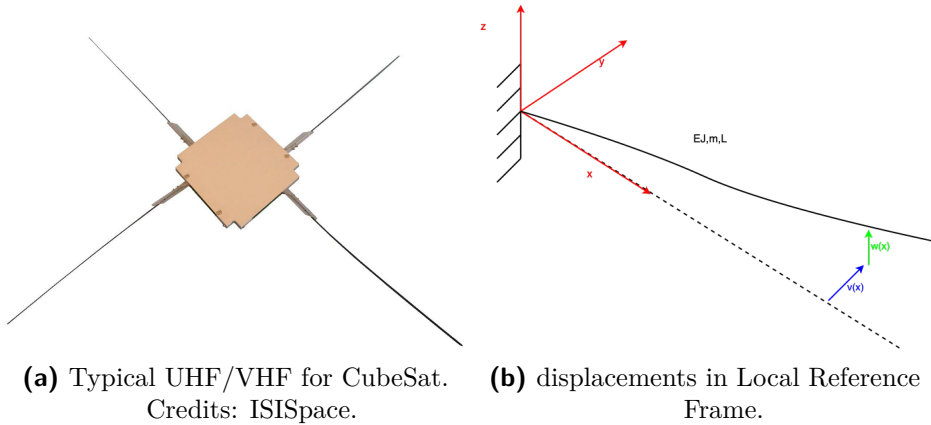 z
y
EJ,m,L
x
w(x)
v(x)
(a) Typical UHF/VHF for CubeSat.
Credits: ISISpace.
(b) displacements in Local Reference
Frame.